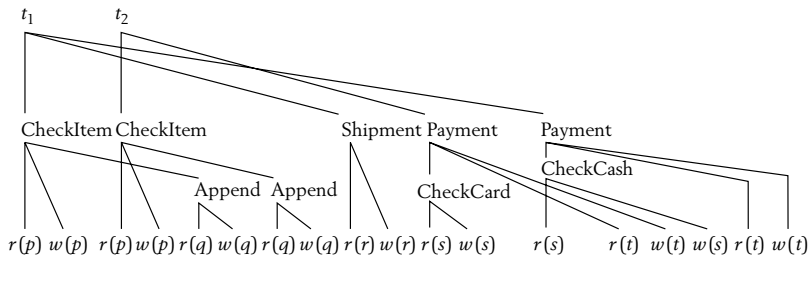 t1 t2
CheckItem CheckItem Shipment Payment Payment
CheckCash
Append Append CheckCard
r(p) w(p) r(p) w(p) r(q) w(q) r(q) w(q) r(r) w(r) r(s) w(s) r(s) r(t) w(t) w(s) r(t) w(t)